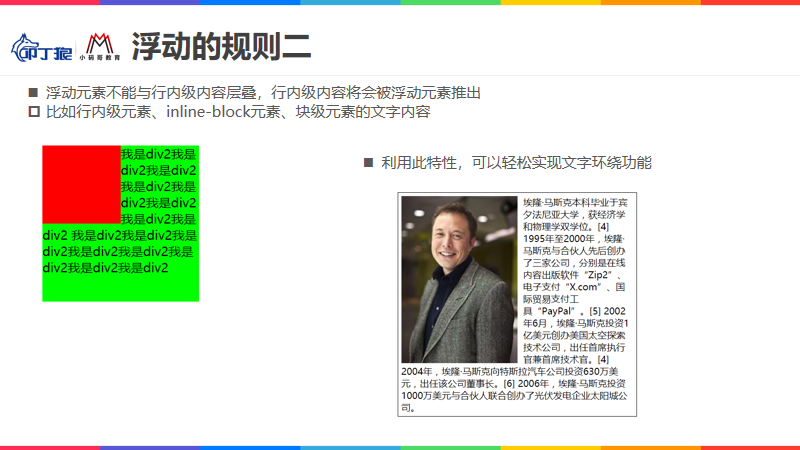 叩丁狼
小码哥教育
浮动的规则二
浮动元素不能与行内级内容层叠，行内级内容将会被浮动元素推出
比如行内级元素、inline-block元素、块级元素的文字内容
我是div2我是
div2我是div2
我是div2我是
div2我是div2
我是div2我是
div2 我是div2我是div2我是
div2我是div2我是div2我是
div2我是div2我是div2
利用此特性，可以轻松实现文字环绕功能
埃隆·马斯克本科毕业于宾
夕法尼亚大学，获经济学
和物理学双学位。[4]
1995年至2000年，埃隆·
马斯克与合伙人先后创办
了三家公司，分别是在线
内容出版软件“Zip2”、
电子支付“X.com”、国
际贸易支付工
具“PayPal”。[5] 2002
年6月，埃隆·马斯克投资1
亿美元创办美国太空探索
技术公司，出任首席执行
官兼首席技术官。[4]
2004年，埃隆·马斯克向特斯拉汽车公司投资630万美
元，出任该公司董事长。[6] 2006年，埃隆·马斯克投资
1000万美元与合伙人联合创办了光伏发电企业太阳城公
司。